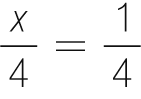 x/4 = 1/4